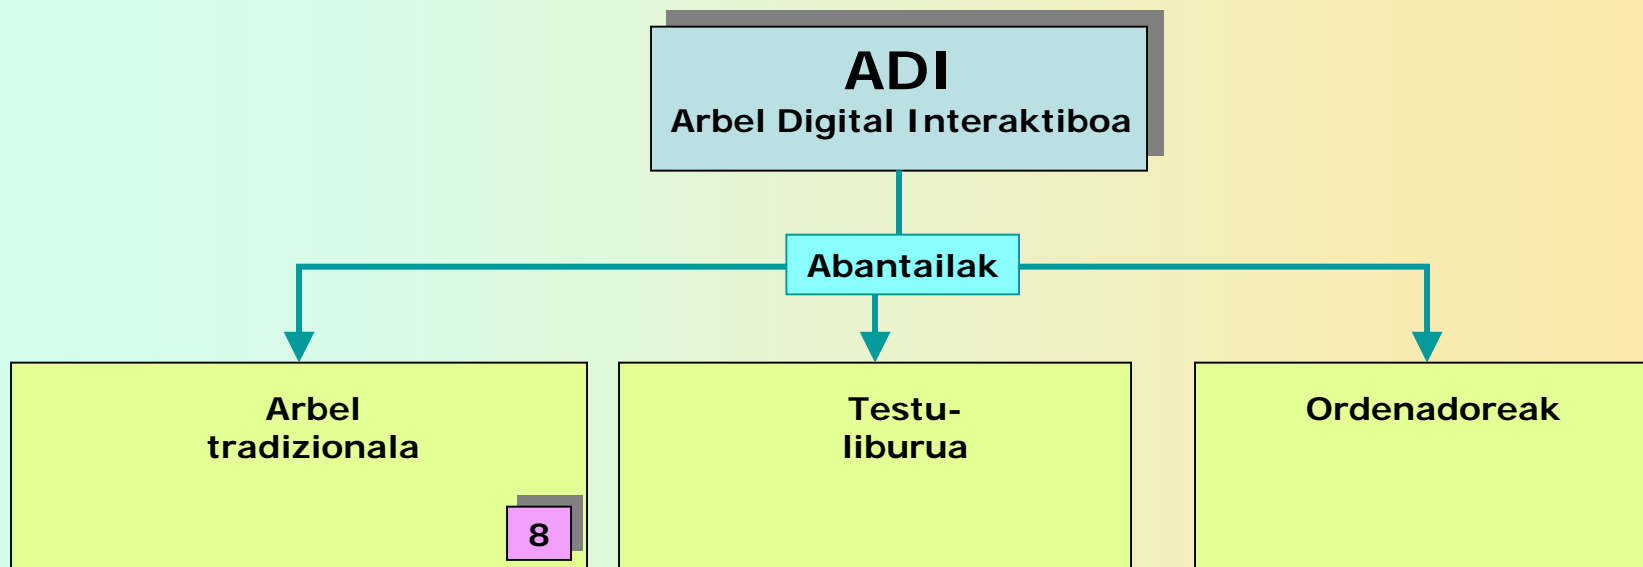 ADI
Arbel Digital Interaktiboa
Abantailak
Arbel
tradizionala
8
Testu-
liburua
Ordenadoreak